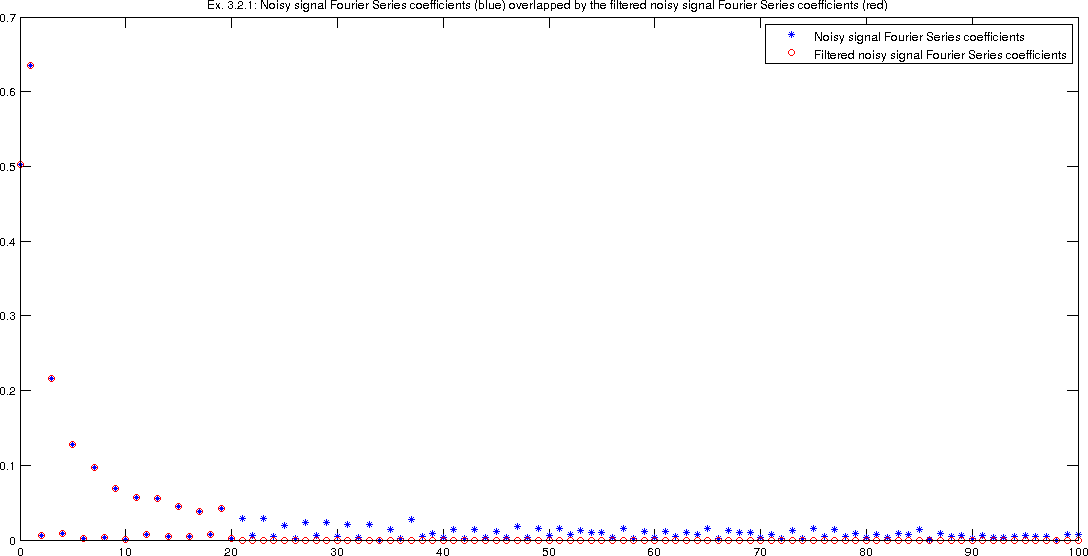 Ex. 3.2.1: Noisy signal Fourier Series coefficients (blue) overlapped by the filtered noisy signal Fourier Series coefficients (red)
0.7
Noisy signal Fourier Series coefficients
Filtered noisy signal Fourier Series coefficients
0.6
0.5
0.4
0.3
0.2
0.1
0
0 10 20 30 40 50 60 70 80 90